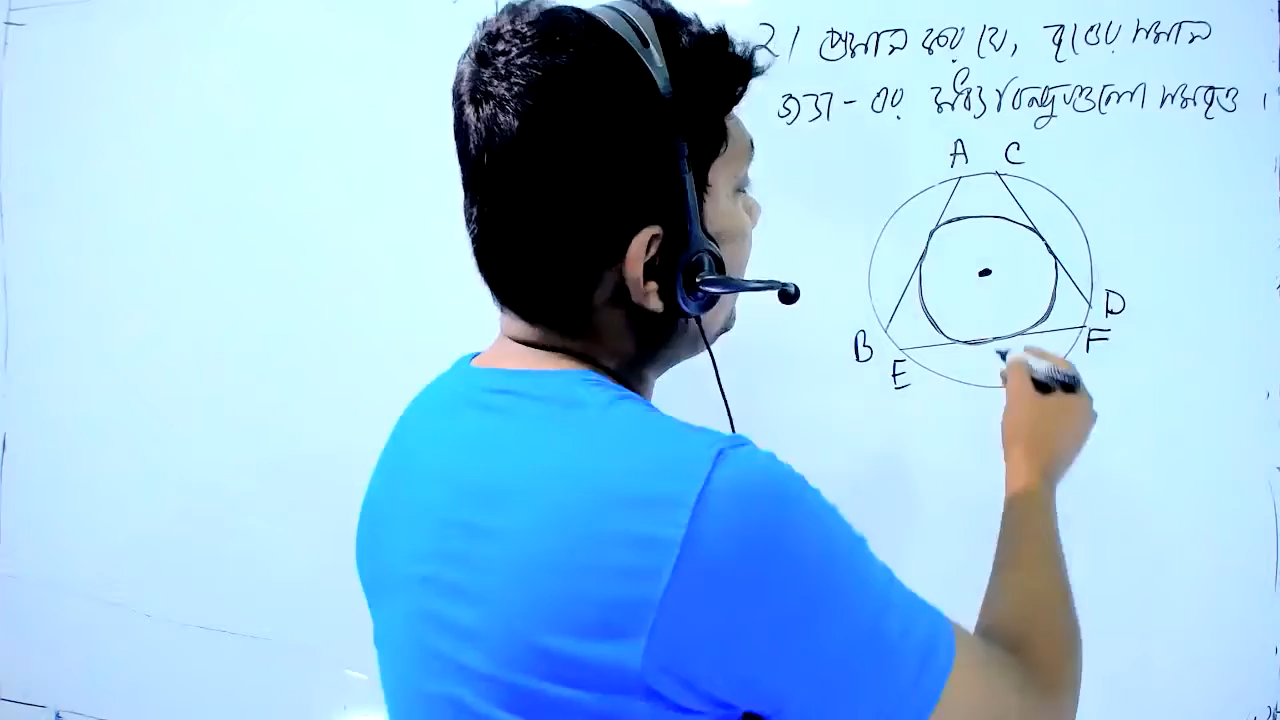 ২। প্রমাণ কর যে, বৃত্তের সমান
জ্যা - এর মধ্যবিন্দুগুলো সমবৃত্ত ।
A C
D
B F
E